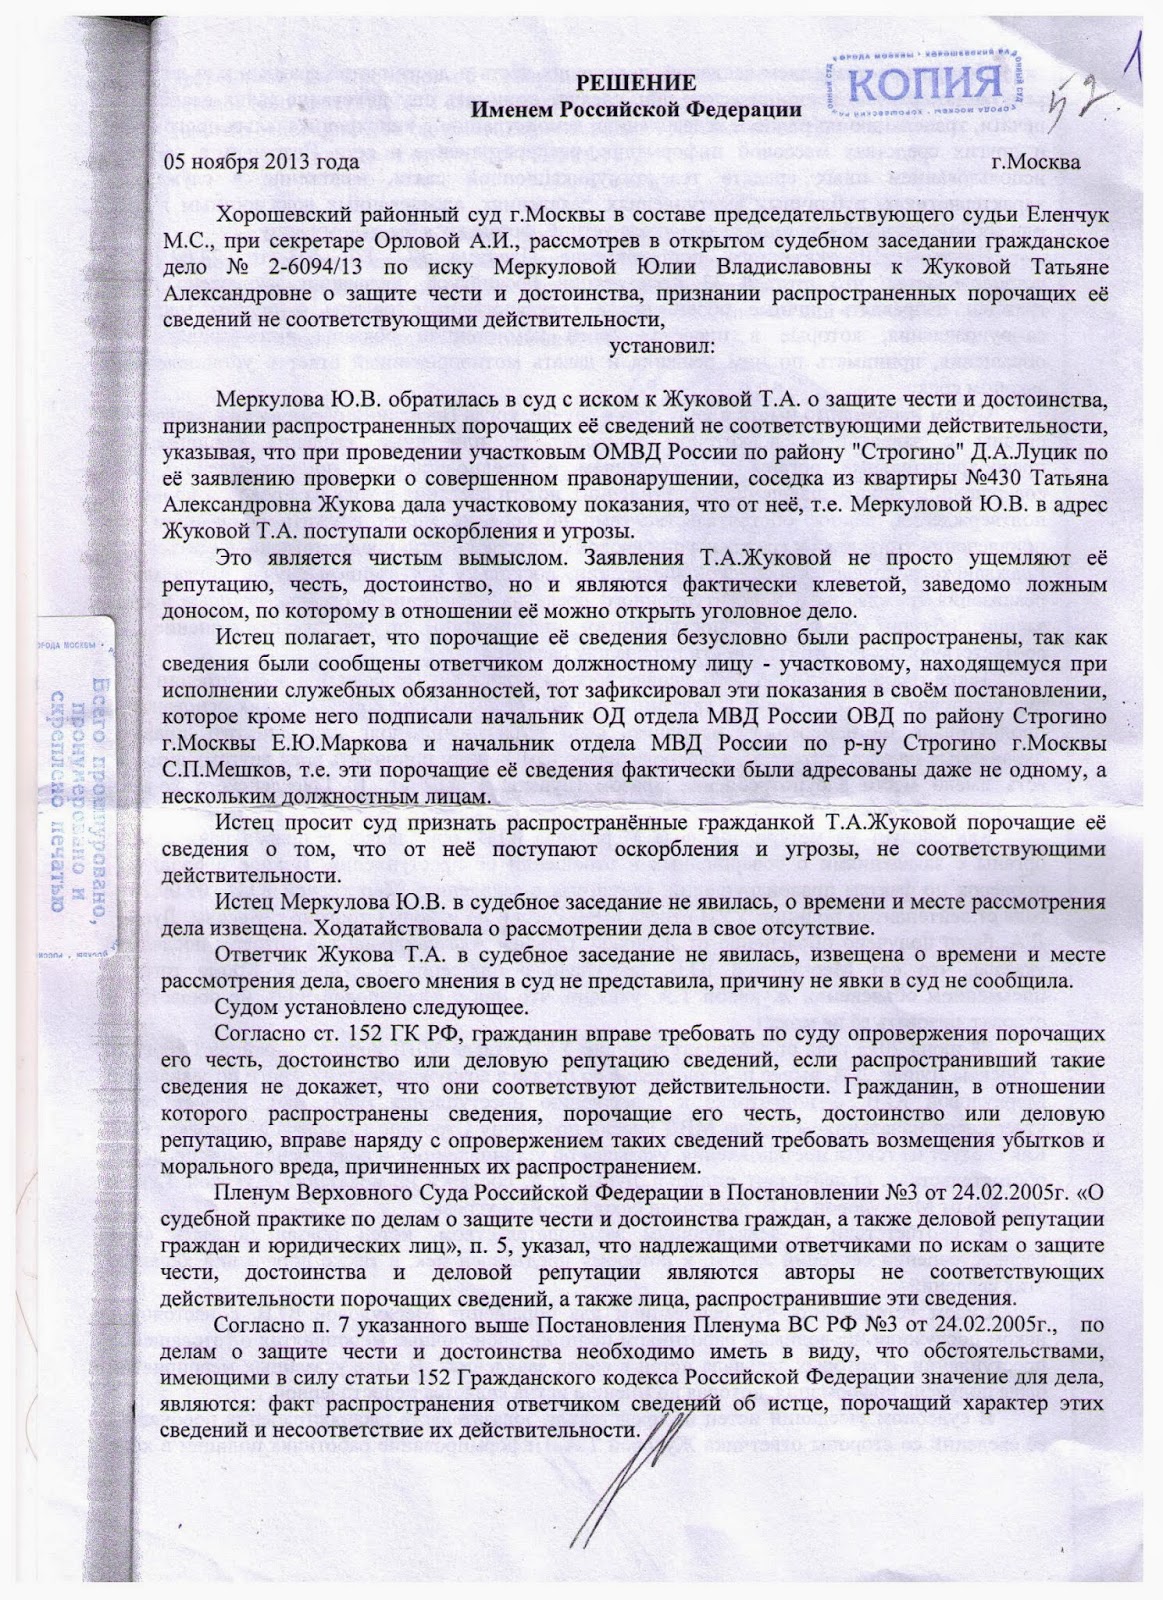 ГОРОДА МОСКВЫ • ХОРОШЕВСКИЙ РАЙОННЫЙ СУД
КОПИЯ
52.
1
РЕШЕНИЕ
Именем Российской Федерации
05 ноября 2013 года г.Москва
Хорошевский районный суд г.Москвы в составе председательствующего судьи Еленчук
М.С., при секретаре Орловой А.И., рассмотрев в открытом судебном заседании гражданское
дело № 2-6094/13 по иску Меркуловой Юлии Владиславовны к Жуковой Татьяне
Александровне о защите чести и достоинства, признании распространенных порочащих её
сведений не соответствующими действительности,
установил:
Меркулова Ю.В. обратилась в суд с иском к Жуковой Т.А. о защите чести и достоинства,
признании распространенных порочащих её сведений не соответствующими действительности,
указывая, что при проведении участковым ОМВД России по району "Строгино" Д.А.Луцик по
её заявлению проверки о совершенном правонарушении, соседка из квартиры №430 Татьяна
Александровна Жукова дала участковому показания, что от неё, т.е. Меркуловой Ю.В. в адрес
Жуковой Т.А. поступали оскорбления и угрозы.
Это является чистым вымыслом. Заявления Т.А.Жуковой не просто ущемляют её
репутацию, честь, достоинство, но и являются фактически клеветой, заведомо ложным
доносом, по которому в отношении её можно открыть уголовное дело.
Истец полагает, что порочащие её сведения безусловно были распространены, так как
сведения были сообщены ответчиком должностному лицу - участковому, находящемуся при
исполнении служебных обязанностей, тот зафиксировал эти показания в своём постановлении,
которое кроме него подписали начальник ОД отдела МВД России ОВД по району Строгино
г.Москвы Е.Ю.Маркова и начальник отдела МВД России по р-ну Строгино г.Москвы
С.П.Мешков, т.е. эти порочащие её сведения фактически были адресованы даже не одному, а
нескольким должностным лицам.
Истец просит суд признать распространённые гражданкой Т.А.Жуковой порочащие её
сведения о том, что от неё поступают оскорбления и угрозы, не соответствующими
действительности.
Истец Меркулова Ю.В. в судебное заседание не явилась, о времени и месте рассмотрения
дела извещена. Ходатайствовала о рассмотрении дела в свое отсутствие.
Ответчик Жукова Т.А. в судебное заседание не явилась, извещена о времени и месте
рассмотрения дела, своего мнения в суд не представила, причину не явки в суд не сообщила.
Судом установлено следующее.
Согласно ст. 152 ГК РФ, гражданин вправе требовать по суду опровержения порочащих
его честь, достоинство или деловую репутацию сведений, если распространивший такие
сведения не докажет, что они соответствуют действительности. Гражданин, в отношении
которого распространены сведения, порочащие его честь, достоинство или деловую
репутацию, вправе наряду с опровержением таких сведений требовать возмещения убытков и
морального вреда, причиненных их распространением.
Пленум Верховного Суда Российской Федерации в Постановлении №3 от 24.02.2005г. «О
судебной практике по делам о защите чести и достоинства граждан, а также деловой репутации
граждан и юридических лиц», п. 5, указал, что надлежащими ответчиками по искам о защите
чести, достоинства и деловой репутации являются авторы не соответствующих
действительности порочащих сведений, а также лица, распространившие эти сведения.
Согласно п. 7 указанного выше Постановления Пленума ВС РФ №3 от 24.02.2005г., по
делам о защите чести и достоинства необходимо иметь в виду, что обстоятельствами,
имеющими в силу статьи 152 Гражданского кодекса Российской Федерации значение для дела,
являются: факт распространения ответчиком сведений об истце, порочащий характер этих
сведений и несоответствие их действительности.
Всего прошнуровано,
пронумеровано и
скреплено печатью